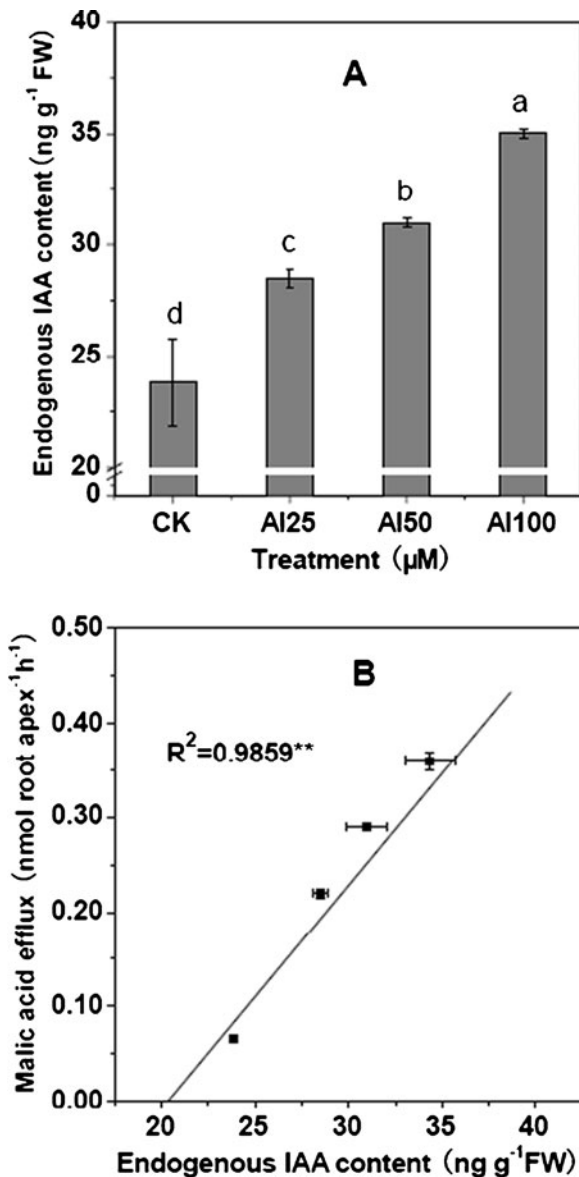 A
Endogenous IAA content (ng g⁻¹ FW)
40
35
30
25
20
0
d
c
b
a
CK
Al25
Al50
Al100
Treatment (μM)
B
R²=0.9859**
Malic acid efflux (nmol root apex⁻¹h⁻¹)
0.50
0.40
0.30
0.20
0.10
0.00
20
25
30
35
40
Endogenous IAA content (ng g⁻¹FW)